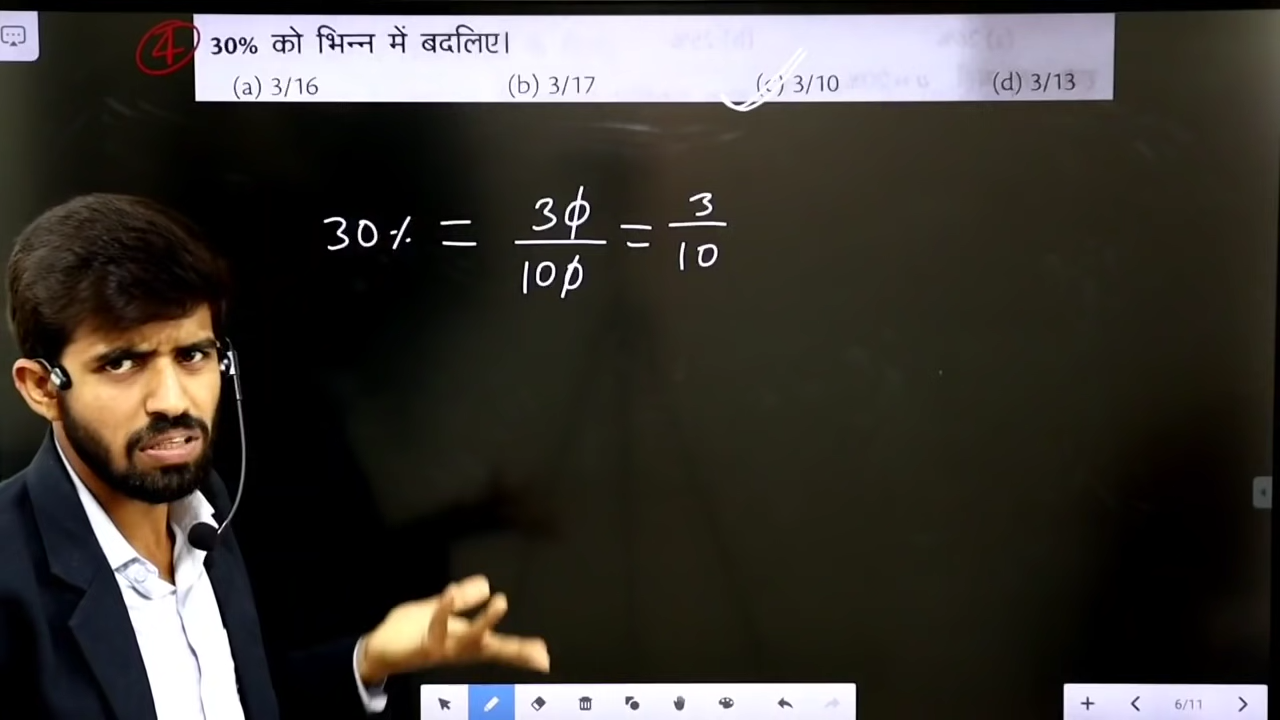 ④ 30% को भिन्न में बदलिए।
(a) 3/16 (b) 3/17 (c) 3/10 (d) 3/13
30% = 30/100 = 3/10
6/11